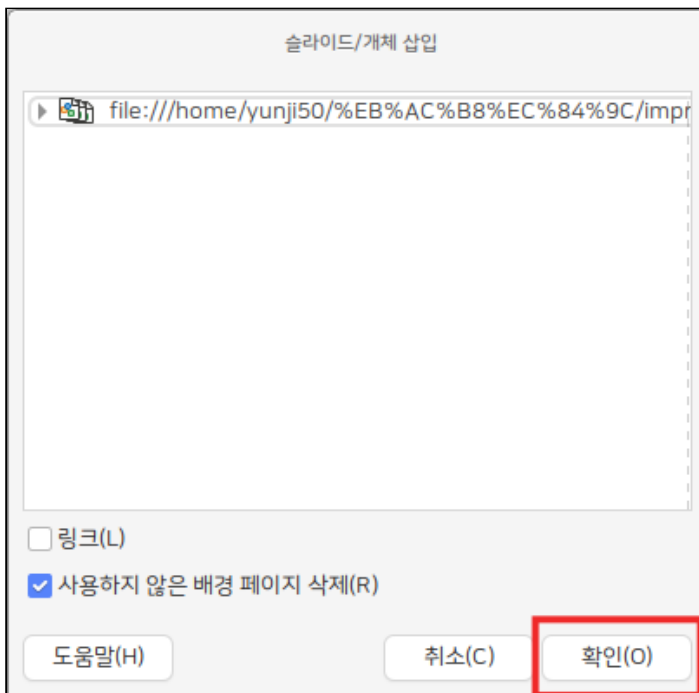 슬라이드/개체 삽입
file:///home/yunji50/%EB%AC%B8%EC%84%9C/impr
링크(L)
사용하지 않은 배경 페이지 삭제(R)
도움말(H) 취소(C) 확인(O)